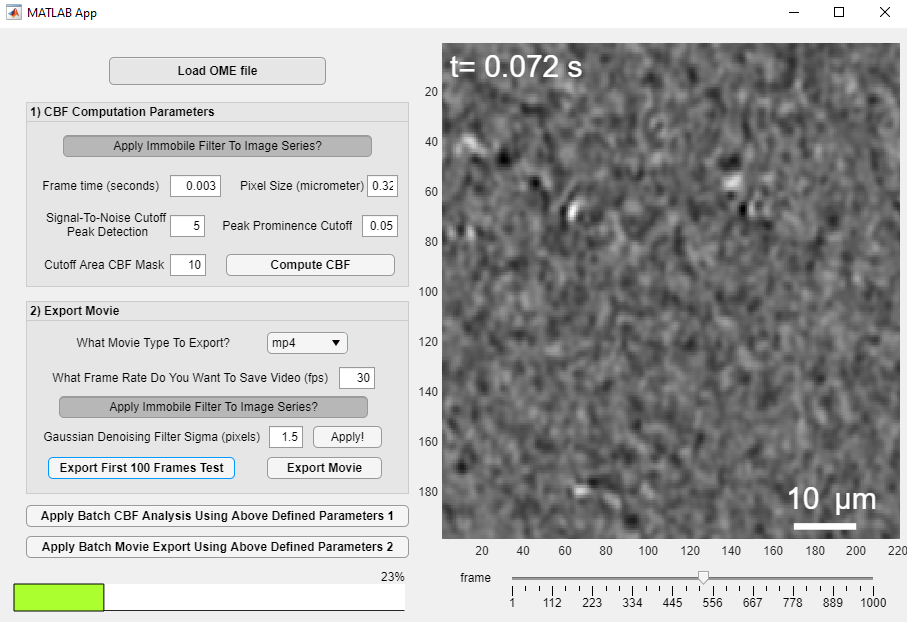 MATLAB App
Load OME file
1) CBF Computation Parameters
Apply Immobile Filter To Image Series?
Frame time (seconds) 0.003 Pixel Size (micrometer) 0.32
Signal-To-Noise Cutoff
Peak Detection 5 Peak Prominence Cutoff 0.05
Cutoff Area CBF Mask 10 Compute CBF
2) Export Movie
What Movie Type To Export? mp4
What Frame Rate Do You Want To Save Video (fps) 30
Apply Immobile Filter To Image Series?
Gaussian Denoising Filter Sigma (pixels) 1.5 Apply!
Export First 100 Frames Test Export Movie
Apply Batch CBF Analysis Using Above Defined Parameters 1
Apply Batch Movie Export Using Above Defined Parameters 2
23%
t= 0.072 s
20
40
60
80
100
120
140
160
180
10 μm
20 40 60 80 100 120 140 160 180 200 220
frame
1 112 223 334 445 556 667 778 889 1000